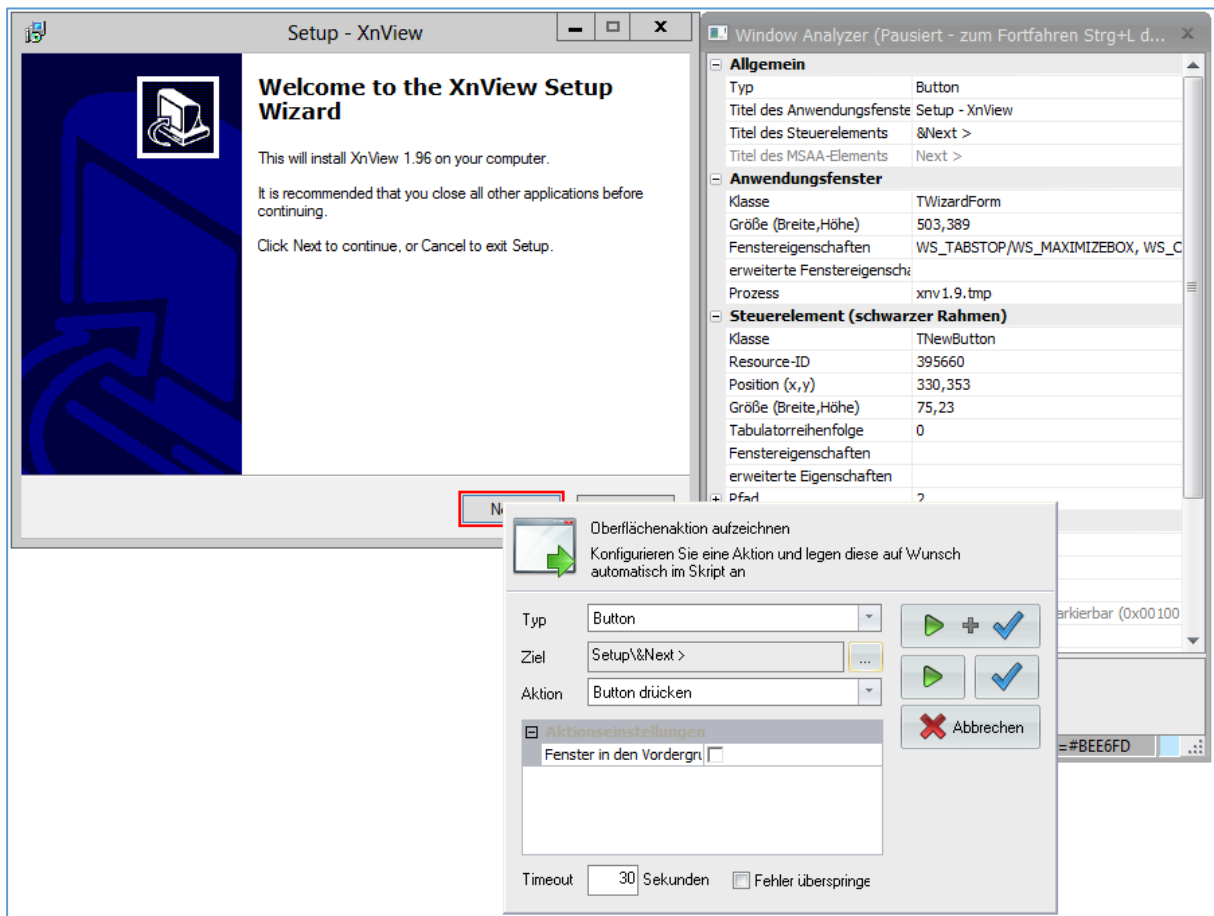 Setup - XnView
Welcome to the XnView Setup
Wizard
This will install XnView 1.96 on your computer.
It is recommended that you close all other applications before
continuing.
Click Next to continue, or Cancel to exit Setup.
Window Analyzer (Pausiert - zum Fortfahren Strg+L d...
Allgemein
Typ Button
Titel des Anwendungsfenste Setup - XnView
Titel des Steuerelements &Next >
Titel des MSAA-Elements Next >
Anwendungsfenster
Klasse TWizardForm
Größe (Breite,Höhe) 503,389
Fenstereigenschaften WS_TABSTOP/WS_MAXIMIZEBOX, WS_C
erweiterte Fenstereigenscha
Prozess xnv1.9.tmp
Steuerelement (schwarzer Rahmen)
Klasse TNewButton
Resource-ID 395660
Position (x,y) 330,353
Größe (Breite,Höhe) 75,23
Tabulatorreihenfolge 0
Fenstereigenschaften
erweiterte Eigenschaften
Pfad 2
arkierbar (0x00100
=#BEE6FD
Oberflächenaktion aufzeichnen
Konfigurieren Sie eine Aktion und legen diese auf Wunsch
automatisch im Skript an
Typ Button
Ziel Setup\&Next > ...
Aktion Button drücken
Abbrechen
Aktionseinstellungen
Fenster in den Vordergru
Timeout 30 Sekunden Fehler überspringe